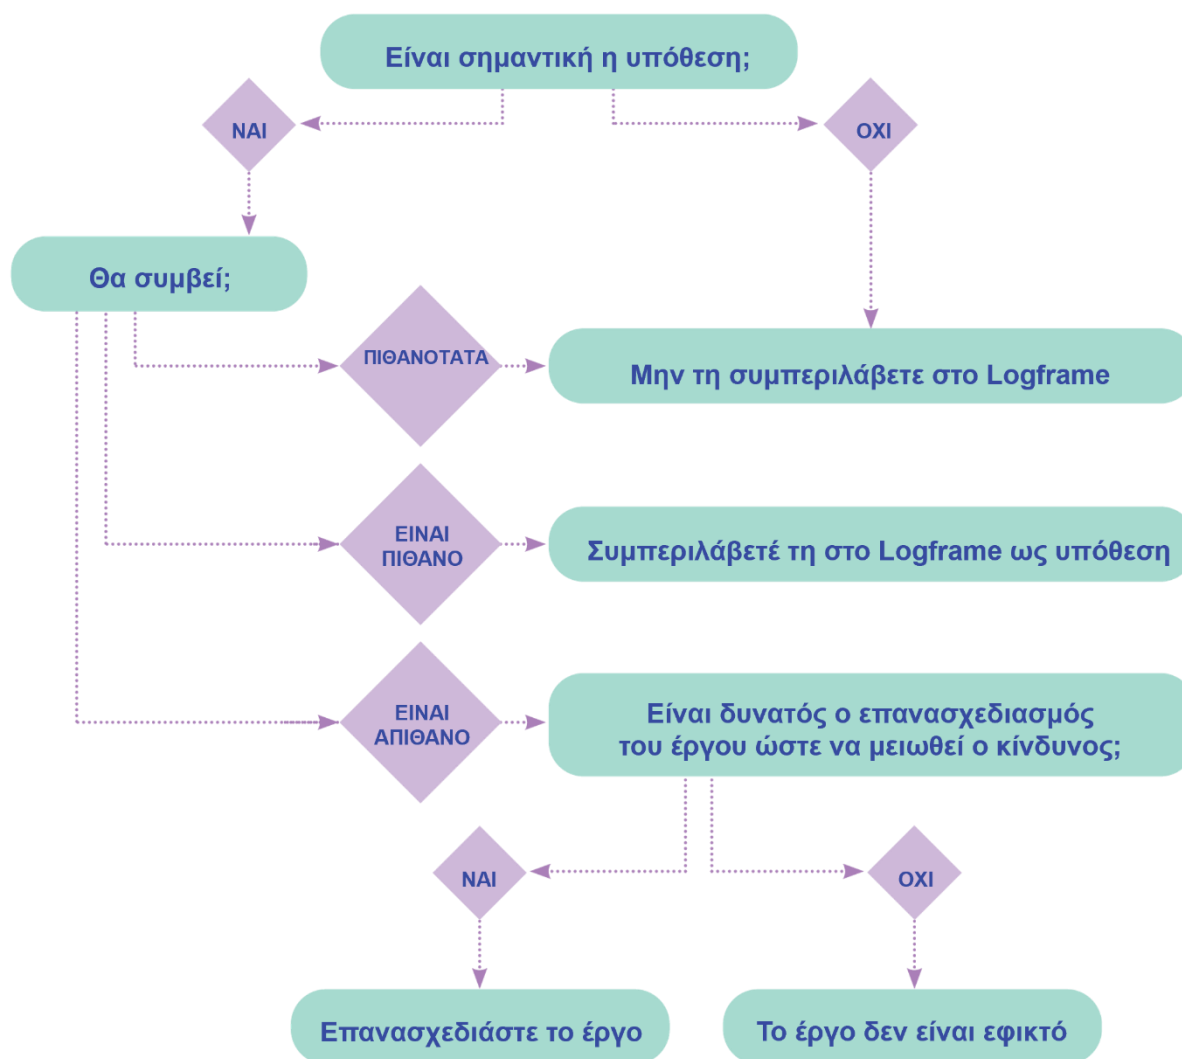 Είναι σημαντική η υπόθεση;
ΝΑΙ
ΟΧΙ
Θα συμβεί;
ΠΙΘΑΝΟΤΑΤΑ
Μην τη συμπεριλάβετε στο Logframe
ΕΙΝΑΙ
ΠΙΘΑΝΟ
Συμπεριλάβετέ τη στο Logframe ως υπόθεση
ΕΙΝΑΙ
ΑΠΙΘΑΝΟ
Είναι δυνατός ο επανασχεδιασμός
του έργου ώστε να μειωθεί ο κίνδυνος;
ΝΑΙ
ΟΧΙ
Επανασχεδιάστε το έργο
Το έργο δεν είναι εφικτό